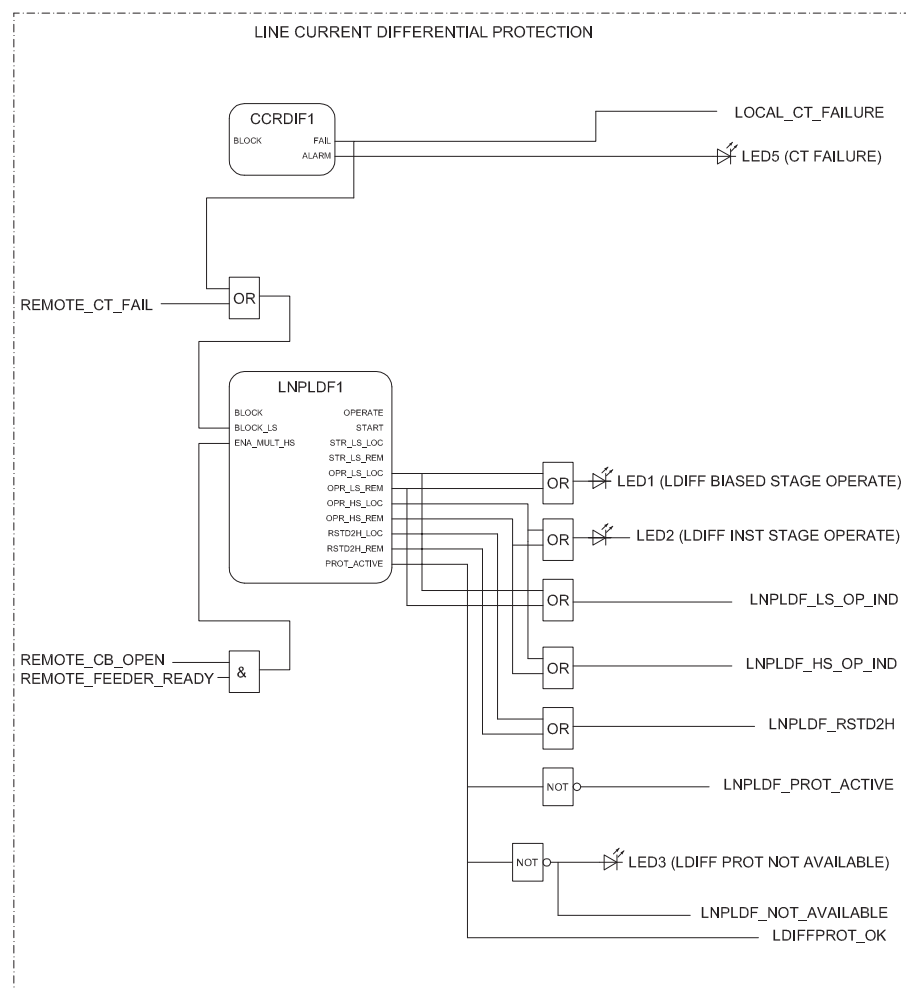 LINE CURRENT DIFFERENTIAL PROTECTION
CCRDIF1
BLOCK
FAIL
ALARM
LOCAL_CT_FAILURE
LED5 (CT FAILURE)
REMOTE_CT_FAIL
OR
LNPLDF1
BLOCK
OPERATE
BLOCK_LS
START
ENA_MULT_HS
STR_LS_LOC
STR_LS_REM
OPR_LS_LOC
OPR_LS_REM
OPR_HS_LOC
OPR_HS_REM
RSTD2H_LOC
RSTD2H_REM
PROT_ACTIVE
OR
LED1 (LDIFF BIASED STAGE OPERATE)
OR
LED2 (LDIFF INST STAGE OPERATE)
OR
LNPLDF_LS_OP_IND
REMOTE_CB_OPEN
REMOTE_FEEDER_READY
&
OR
LNPLDF_HS_OP_IND
OR
LNPLDF_RSTD2H
NOT
LNPLDF_PROT_ACTIVE
NOT
LED3 (LDIFF PROT NOT AVAILABLE)
LNPLDF_NOT_AVAILABLE
LDIFFPROT_OK